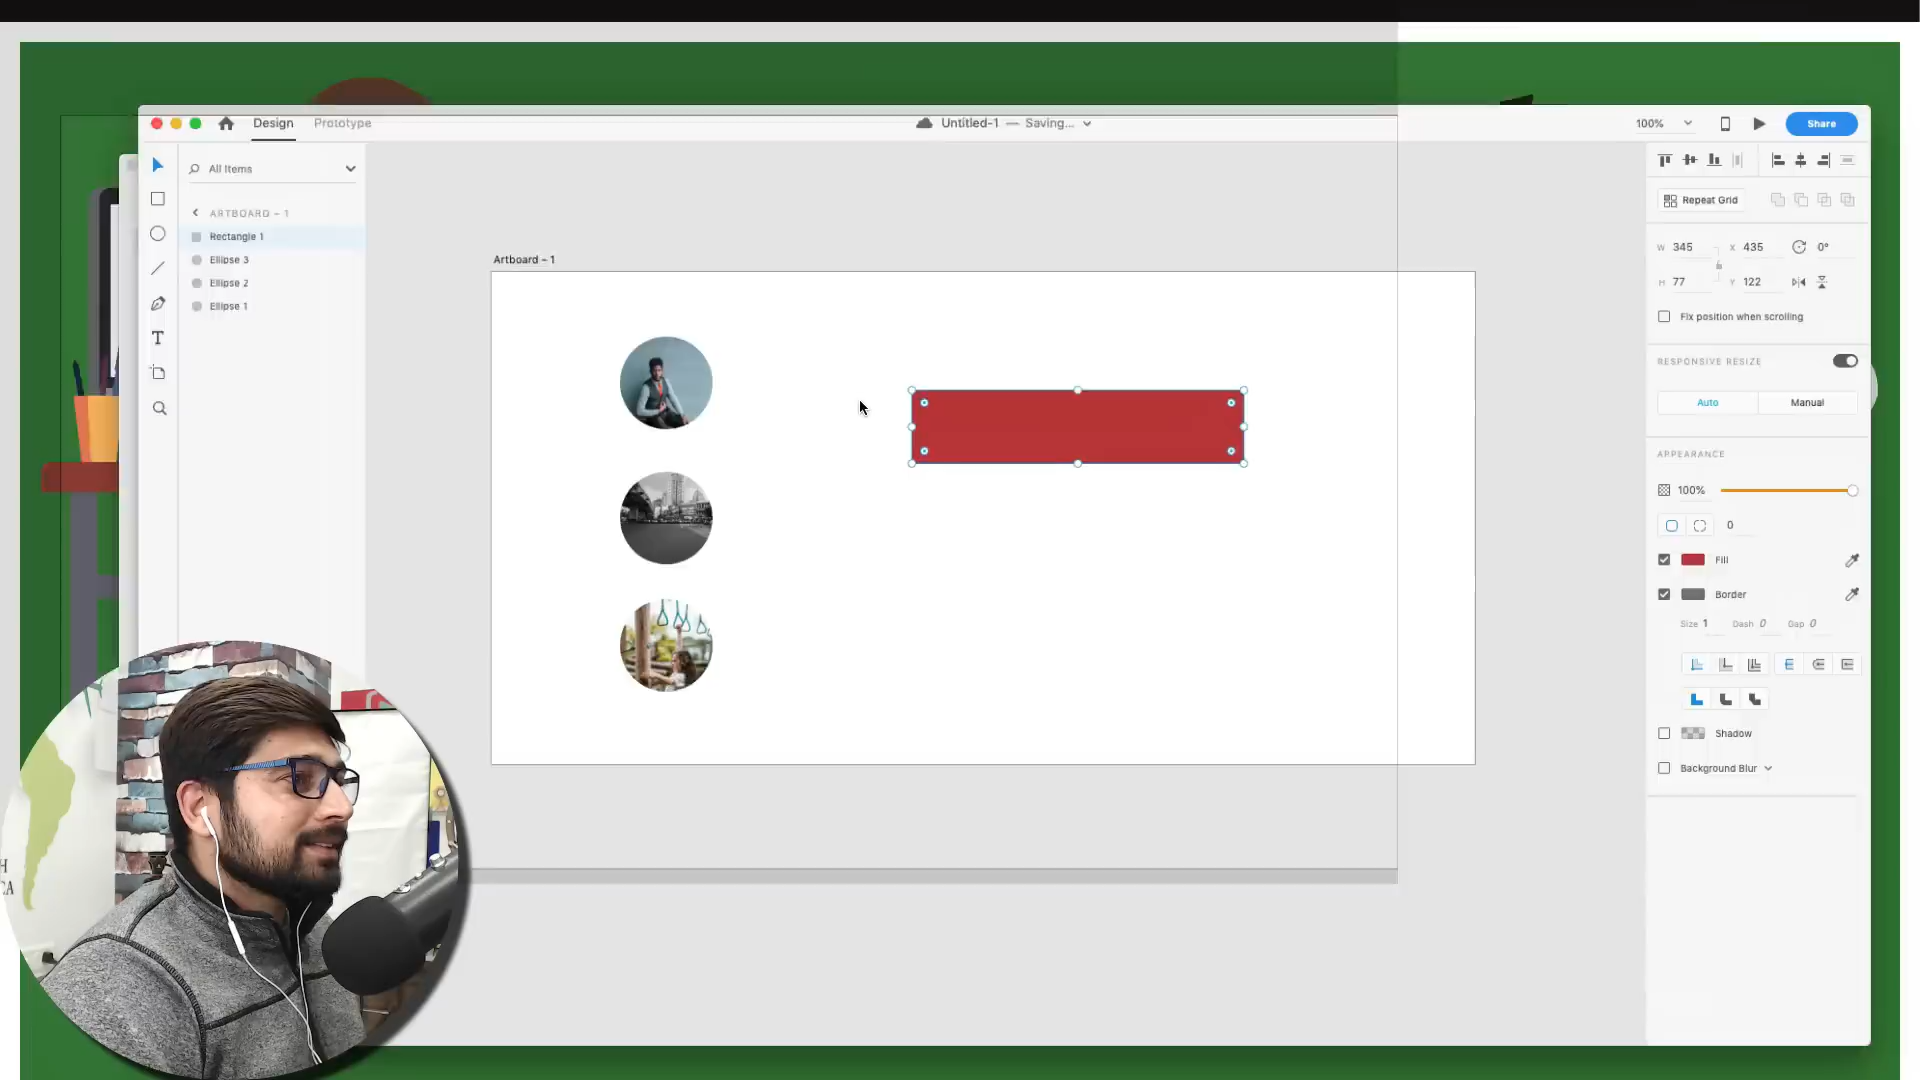 Design
Prototype
Untitled-1 — Saving...
100%
Share
All Items
ARTBOARD – 1
Rectangle 1
Ellipse 3
Ellipse 2
Ellipse 1
Artboard – 1
Repeat Grid
W 345
X 435
0°
H 77
Y 122
Fix position when scrolling
RESPONSIVE RESIZE
Auto
Manual
APPEARANCE
100%
0
Fill
Border
Size 1
Dash 0
Gap 0
Shadow
Background Blur
H
CA